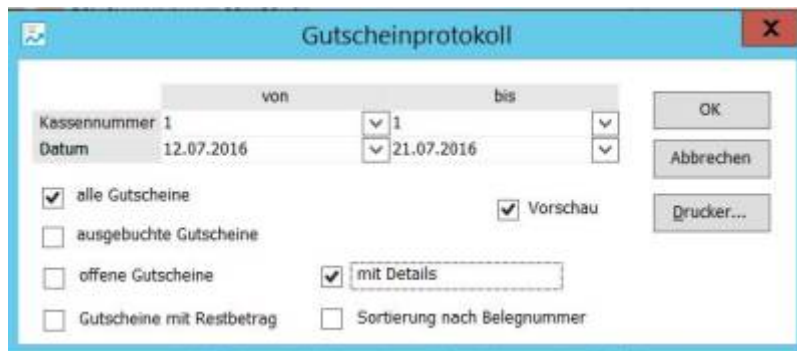 Gutscheinprotokoll
X
von bis
Kassennummer 1 1
OK
Datum 12.07.2016 21.07.2016
Abbrechen
alle Gutscheine
Vorschau
Drucker...
ausgebuchte Gutscheine
offene Gutscheine mit Details
Gutscheine mit Restbetrag Sortierung nach Belegnummer